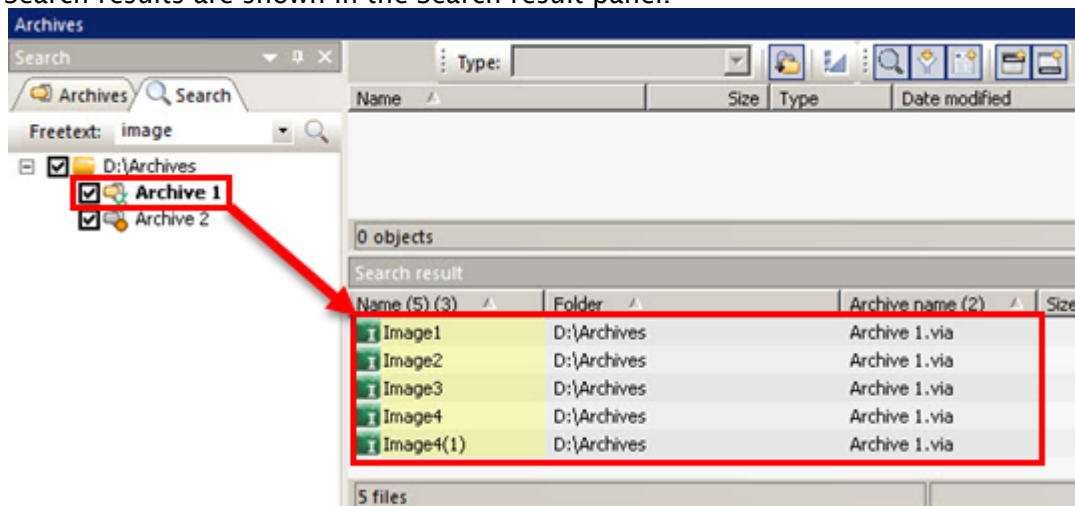 Search results are shown in the Search result panel.
Archives
Search
Archives Search
Freetext: image
D:\Archives
Archive 1
Archive 2
Type:
Name Size Type Date modified
0 objects
Search result
Name (5) (3) Folder Archive name (2) Size
Image1 D:\Archives Archive 1.via
Image2 D:\Archives Archive 1.via
Image3 D:\Archives Archive 1.via
Image4 D:\Archives Archive 1.via
Image4(1) D:\Archives Archive 1.via
5 files